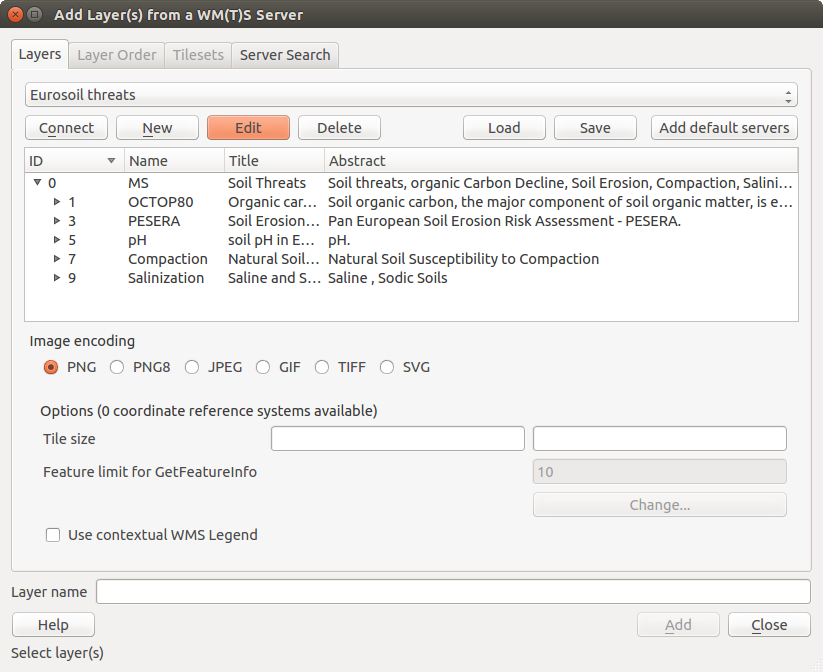 Add Layer(s) from a WM(T)S Server
Layers Layer Order Tilesets Server Search
Eurosoil threats
Connect New Edit Delete Load Save Add default servers
ID Name Title Abstract
0 MS Soil Threats Soil threats, organic Carbon Decline, Soil Erosion, Compaction, Salini...
1 OCTOP80 Organic car... Soil organic carbon, the major component of soil organic matter, is e...
3 PESERA Soil Erosion... Pan European Soil Erosion Risk Assessment - PESERA.
5 pH soil pH in E... pH.
7 Compaction Natural Soil... Natural Soil Susceptibility to Compaction
9 Salinization Saline and S... Saline , Sodic Soils
Image encoding
PNG PNG8 JPEG GIF TIFF SVG
Options (0 coordinate reference systems available)
Tile size
Feature limit for GetFeatureInfo 10
Change...
Use contextual WMS Legend
Layer name
Help Add Close
Select layer(s)